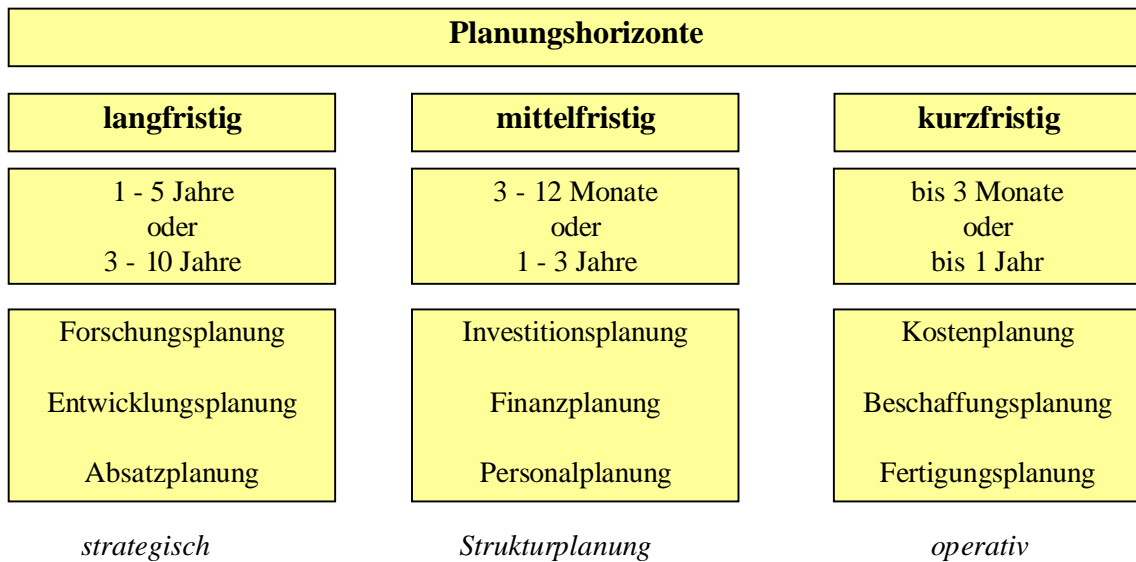 Planungshorizonte
langfristig
mittelfristig
kurzfristig
1 - 5 Jahre
oder
3 - 10 Jahre
3 - 12 Monate
oder
1 - 3 Jahre
bis 3 Monate
oder
bis 1 Jahr
Forschungsplanung
Entwicklungsplanung
Absatzplanung
Investitionsplanung
Finanzplanung
Personalplanung
Kostenplanung
Beschaffungsplanung
Fertigungsplanung
strategisch
Strukturplanung
operativ